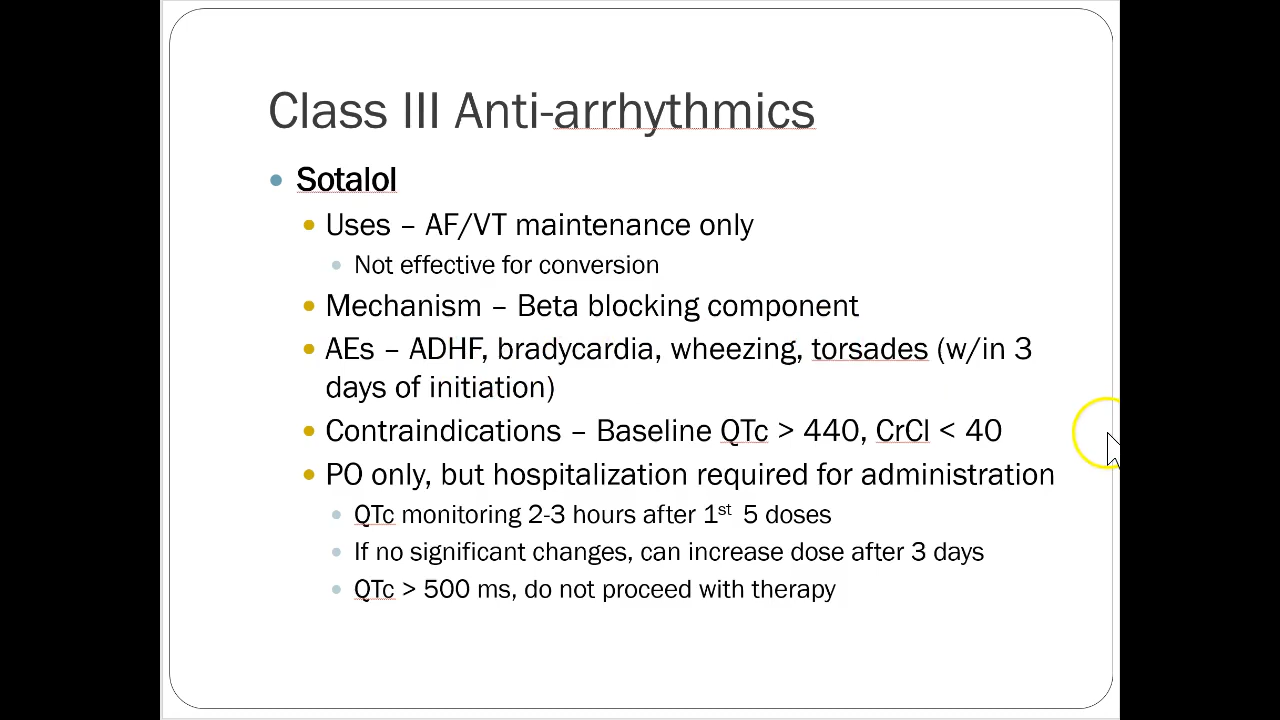 Class III Anti-arrhythmics
Sotalol
Uses – AF/VT maintenance only
Not effective for conversion
Mechanism – Beta blocking component
AEs – ADHF, bradycardia, wheezing, torsades (w/in 3
days of initiation)
Contraindications – Baseline QTc > 440, CrCl < 40
PO only, but hospitalization required for administration
QTc monitoring 2-3 hours after 1st 5 doses
If no significant changes, can increase dose after 3 days
QTc > 500 ms, do not proceed with therapy